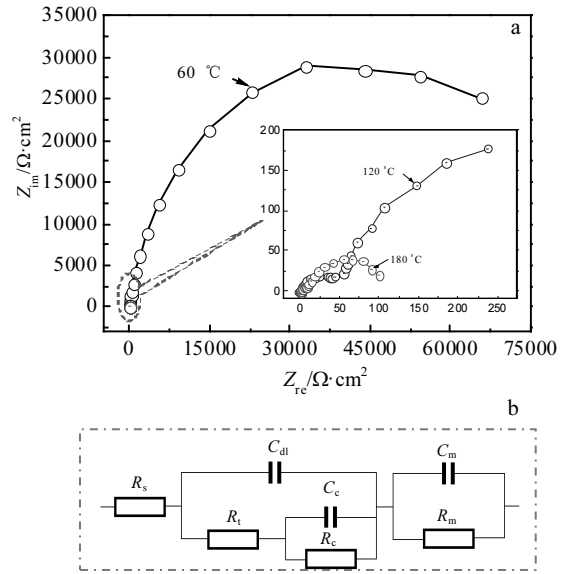 a
35000
30000
25000
20000
15000
10000
5000
0
Z_im/Ω·cm²
60 ℃
200
150
100
50
0
120 ℃
180 ℃
0 50 100 150 200 250
0 15000 30000 45000 60000 75000
Z_re/Ω·cm²
b
C_dl
C_m
R_s
C_c
R_t
R_c
R_m